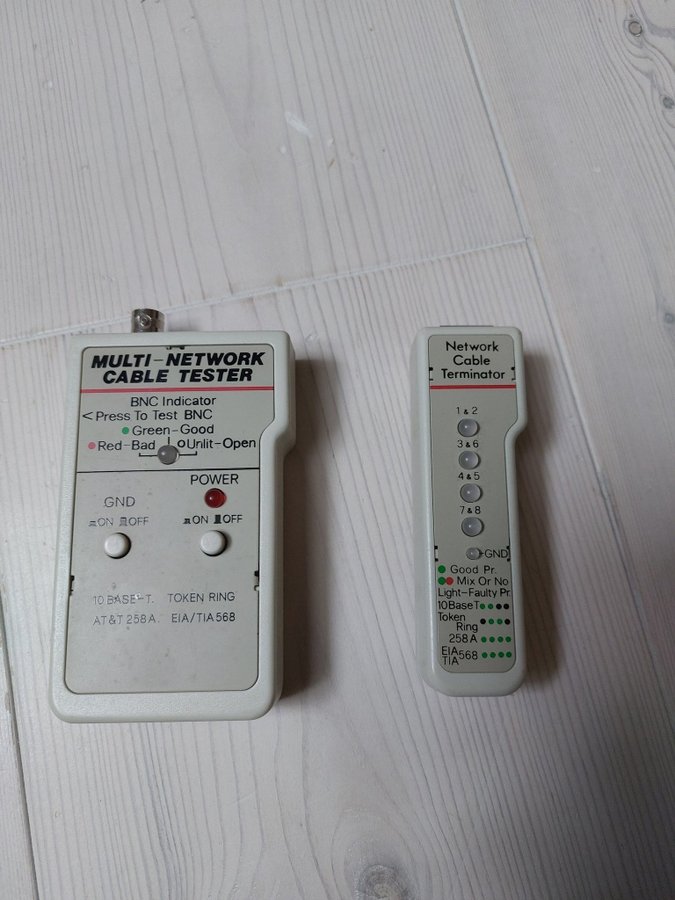 MULTI-NETWORK
CABLE TESTER
BNC Indicator
<Press To Test BNC
Green-Good
Red-Bad Unlit-Open
POWER
GND
ON OFF ON OFF
10 BASE-T. TOKEN RING
AT&T 258A EIA/TIA568
Network
Cable
Terminator
1 & 2
3 & 6
4 & 5
7 & 8
GND
Good Pr.
Mix Or No
Light-Faulty Pr.
10BaseT
Token
Ring
258A
EIA
TIA 568